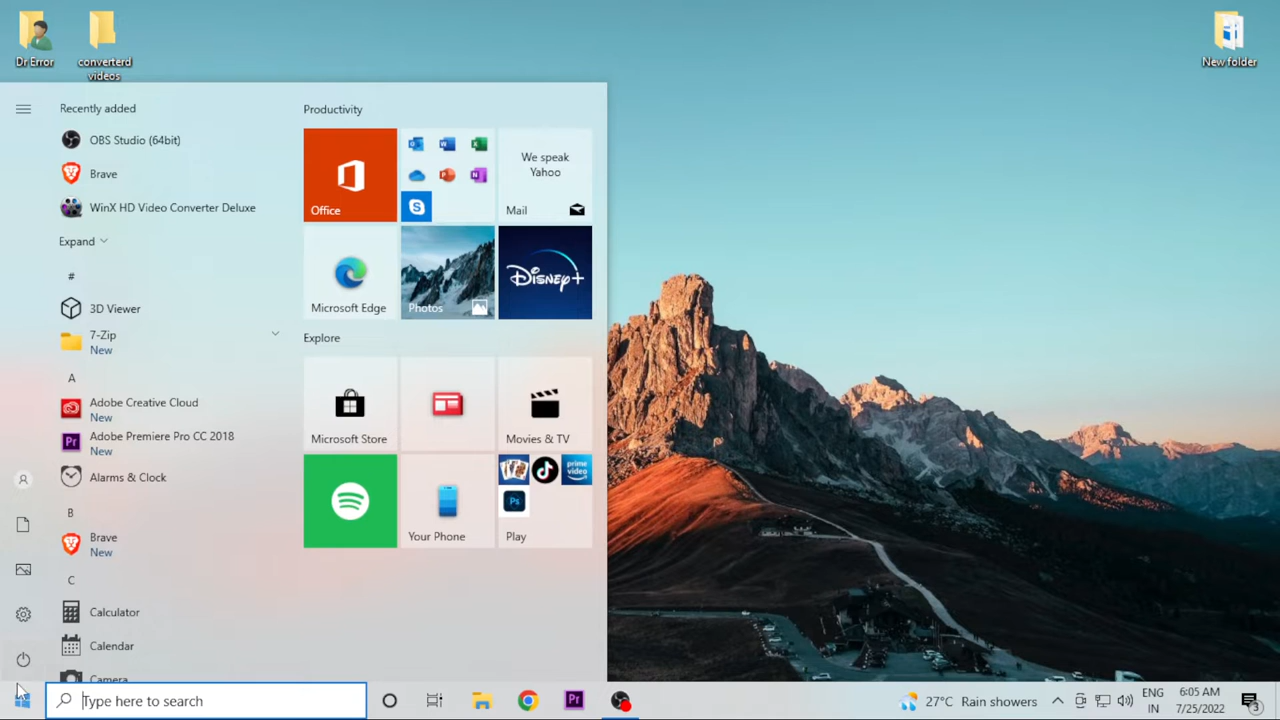 Dr Error
converterd
videos
New folder
Recently added
OBS Studio (64bit)
Brave
WinX HD Video Converter Deluxe
Expand
#
3D Viewer
7-Zip
New
A
Adobe Creative Cloud
New
Adobe Premiere Pro CC 2018
New
Alarms & Clock
B
Brave
New
C
Calculator
Calendar
Camera
Productivity
Office
We speak
Yahoo
Mail
Microsoft Edge
Photos
Disney+
Explore
Microsoft Store
Movies & TV
Your Phone
prime
video
Ps
Play
Type here to search
Pr
27°C Rain showers
ENG
IN
6:05 AM
7/25/2022
3